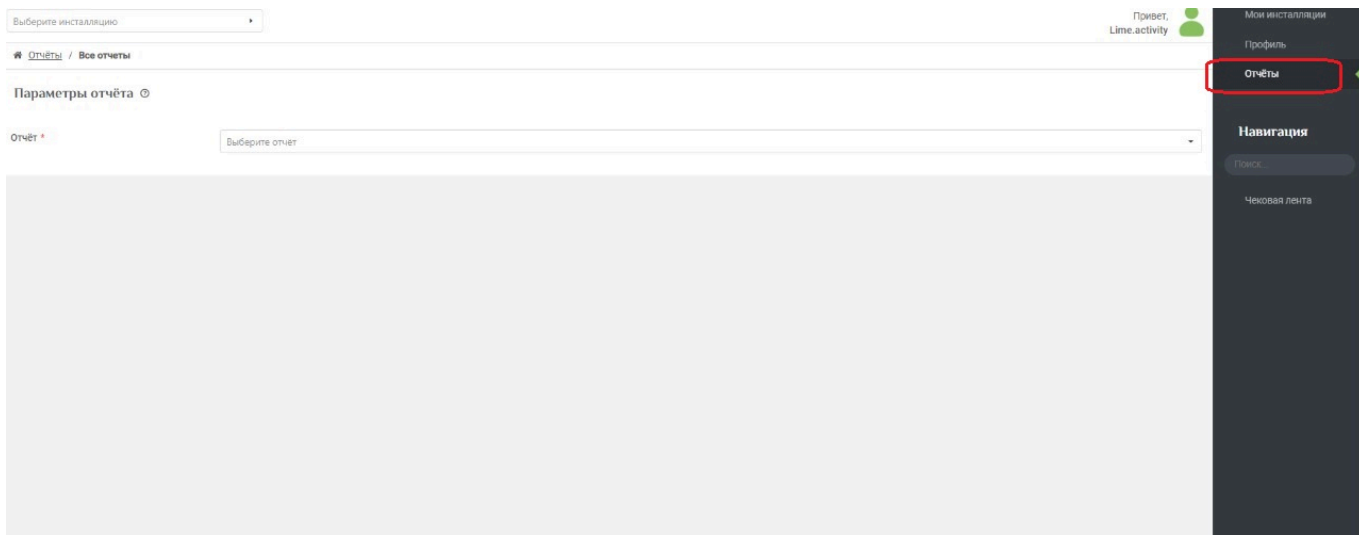 Выберите инсталляцию
Привет,
Lime.activity
Отчёты / Все отчеты
Параметры отчёта
Отчёт *
Выберите отчет
Мои инсталляции
Профиль
Отчёты
Навигация
Поиск...
Чековая лента